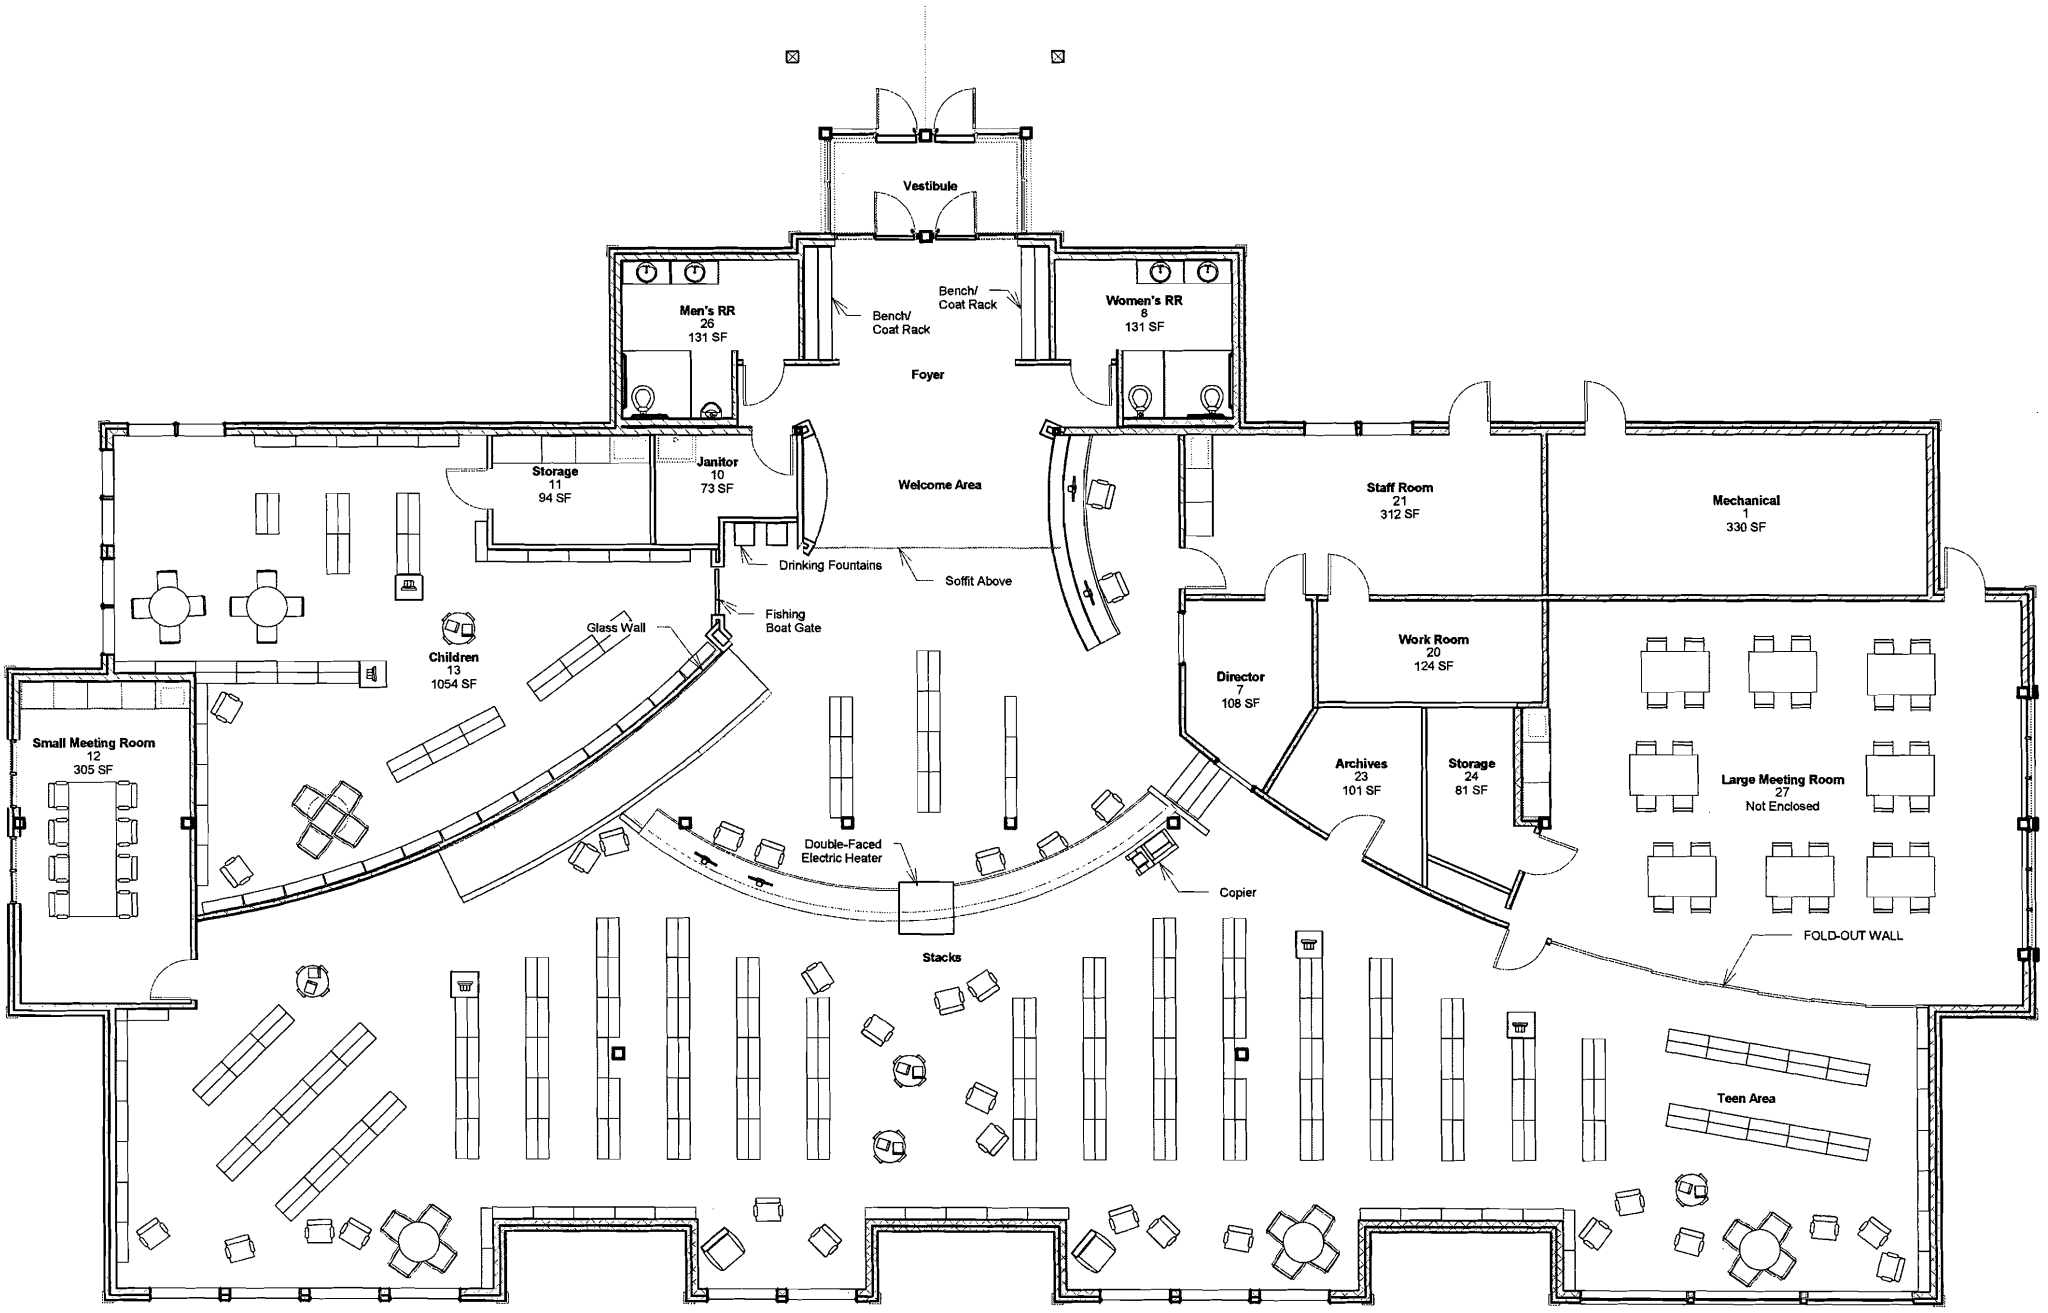 Vestibule
Bench/
Coat Rack
Bench/
Coat Rack
Men's RR
26
131 SF
Women's RR
8
131 SF
Foyer
Storage
11
94 SF
Janitor
10
73 SF
Welcome Area
Staff Room
21
312 SF
Mechanical
1
330 SF
Drinking Fountains
Soffit Above
Fishing
Boat Gate
Glass Wall
Children
13
1054 SF
Work Room
20
124 SF
Director
7
108 SF
Small Meeting Room
12
305 SF
Archives
23
101 SF
Storage
24
81 SF
Large Meeting Room
27
Not Enclosed
Double-Faced
Electric Heater
Copier
FOLD-OUT WALL
Stacks
Teen Area